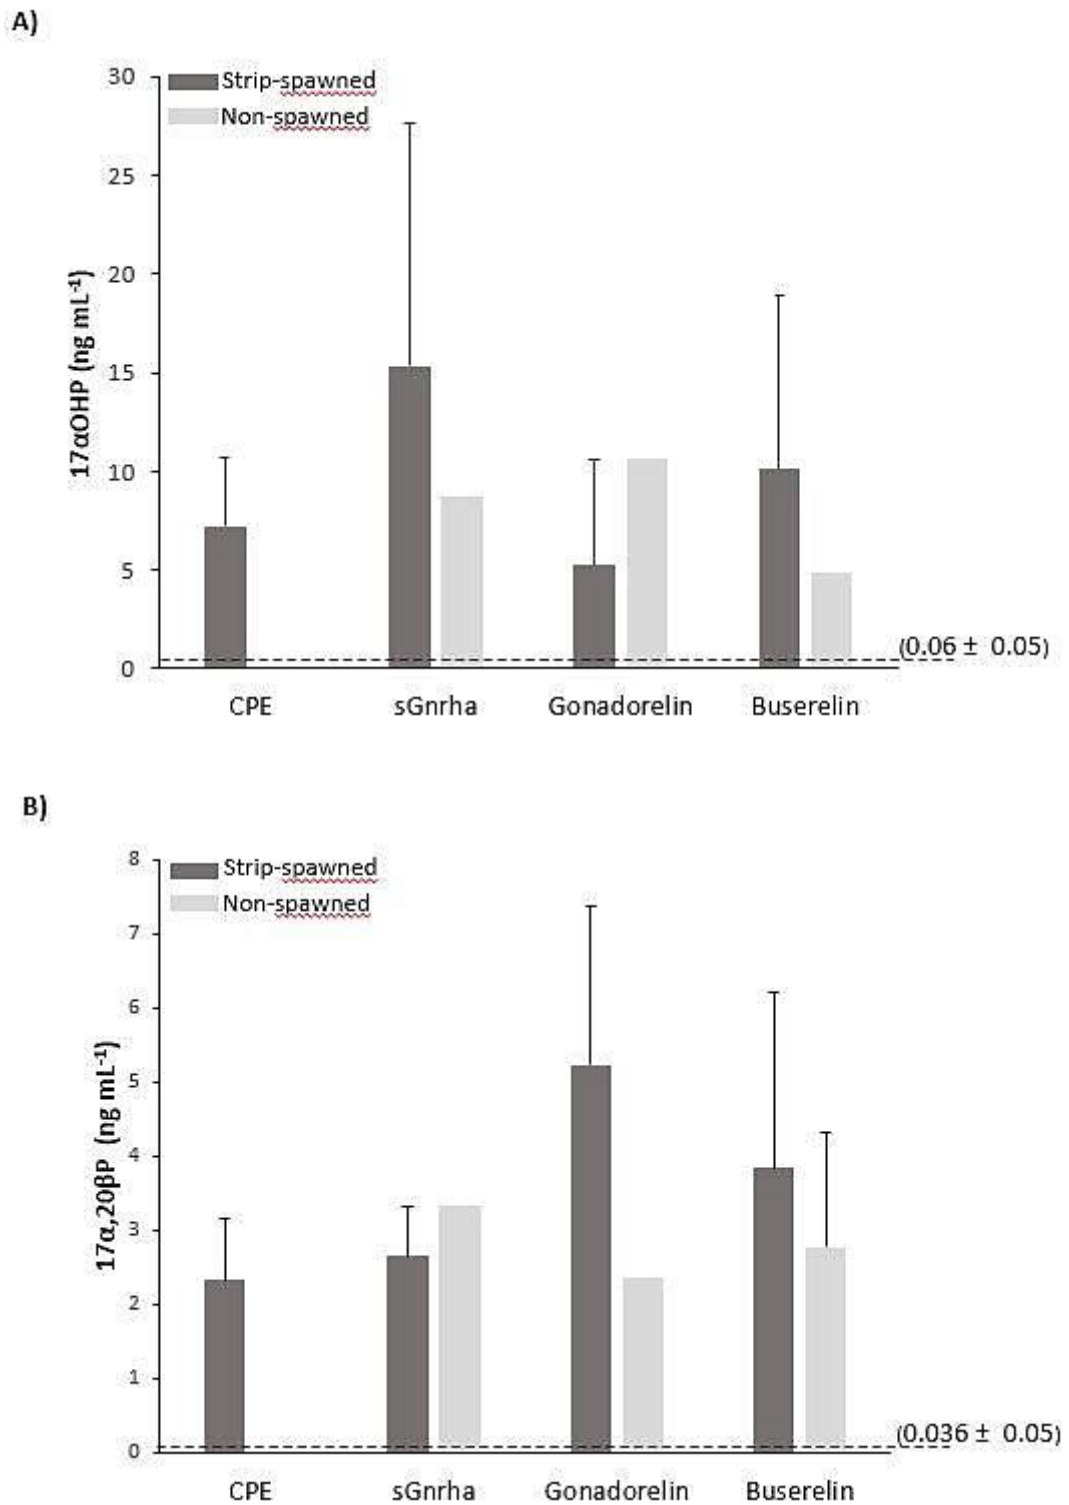 A)
Strip-spawned
Non-spawned
30
25
20
15
10
5
0
17αOHP (ng mL⁻¹)
(0.06 ± 0.05)
CPE sGnrha Gonadorelin Buserelin
B)
Strip-spawned
Non-spawned
8
7
6
5
4
3
2
1
0
17α,20βP (ng mL⁻¹)
(0.036 ± 0.05)
CPE sGnrha Gonadorelin Buserelin